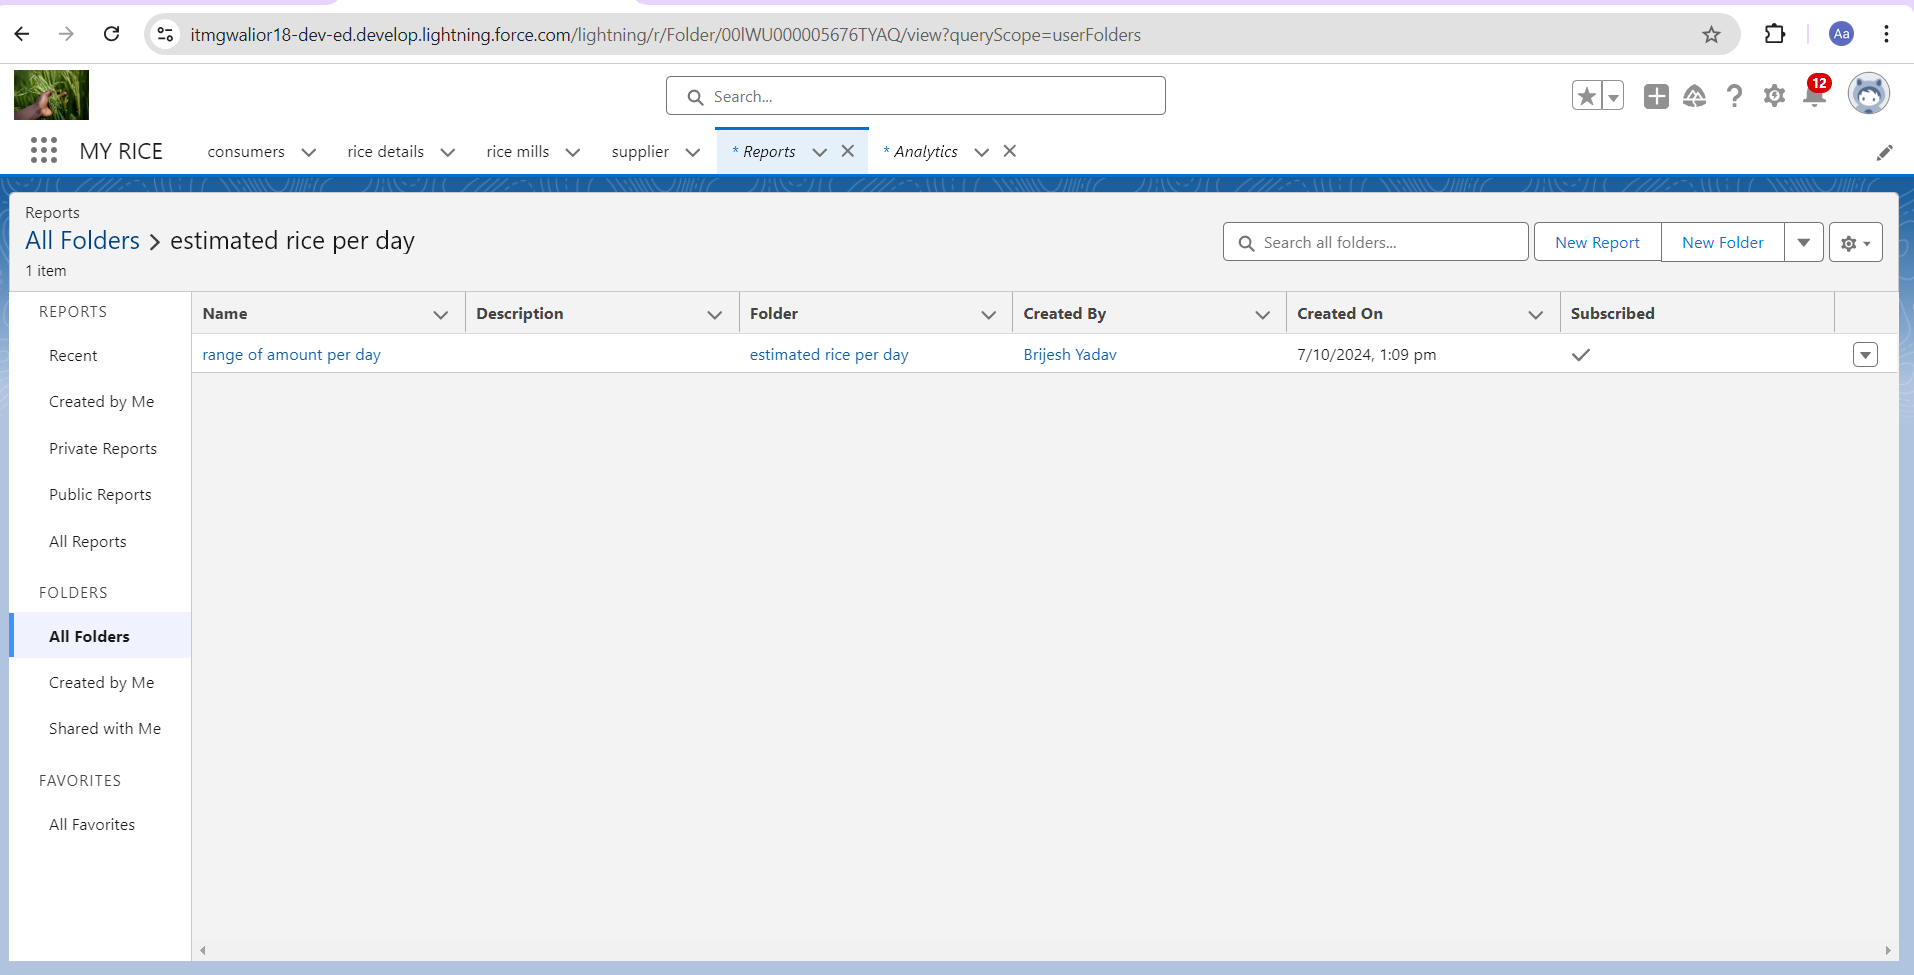 itmgwalior18-dev-ed.develop.lightning.force.com/lightning/r/Folder/00lWU000005676TYAQ/view?queryScope=userFolders
Aa
Search...
12
MY RICE
consumers
rice details
rice mills
supplier
* Reports
* Analytics
Reports
All Folders > estimated rice per day
1 item
Search all folders...
New Report
New Folder
REPORTS
Recent
Created by Me
Private Reports
Public Reports
All Reports
FOLDERS
All Folders
Created by Me
Shared with Me
FAVORITES
All Favorites
Name Description Folder Created By Created On Subscribed
range of amount per day estimated rice per day Brijesh Yadav 7/10/2024, 1:09 pm